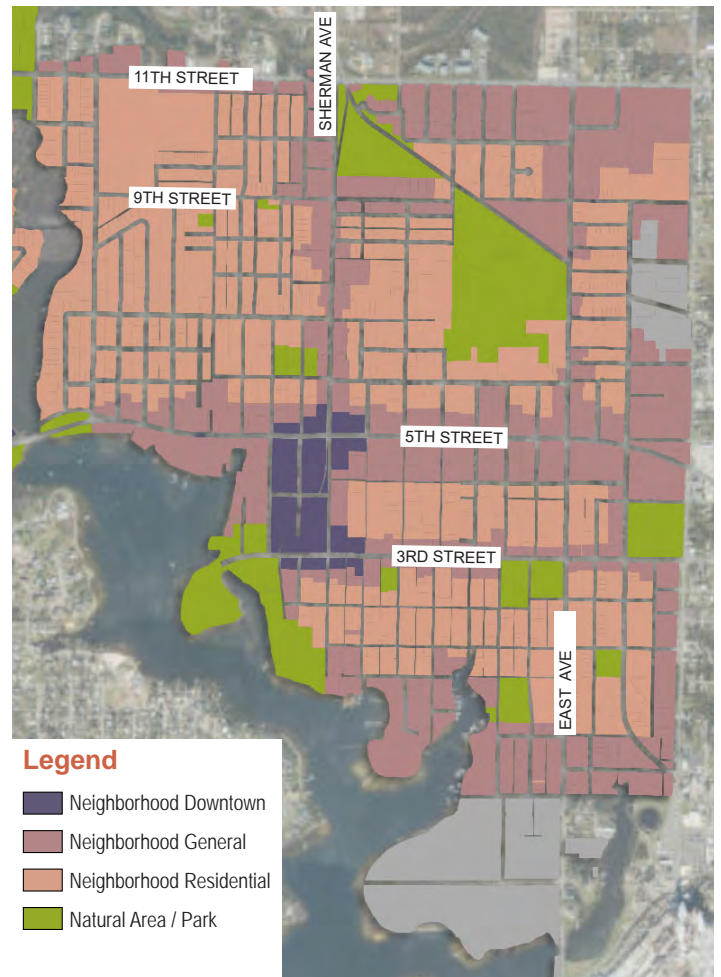 SHERMAN AVE
11TH STREET
9TH STREET
5TH STREET
3RD STREET
EAST AVE
Legend
Neighborhood Downtown
Neighborhood General
Neighborhood Residential
Natural Area / Park